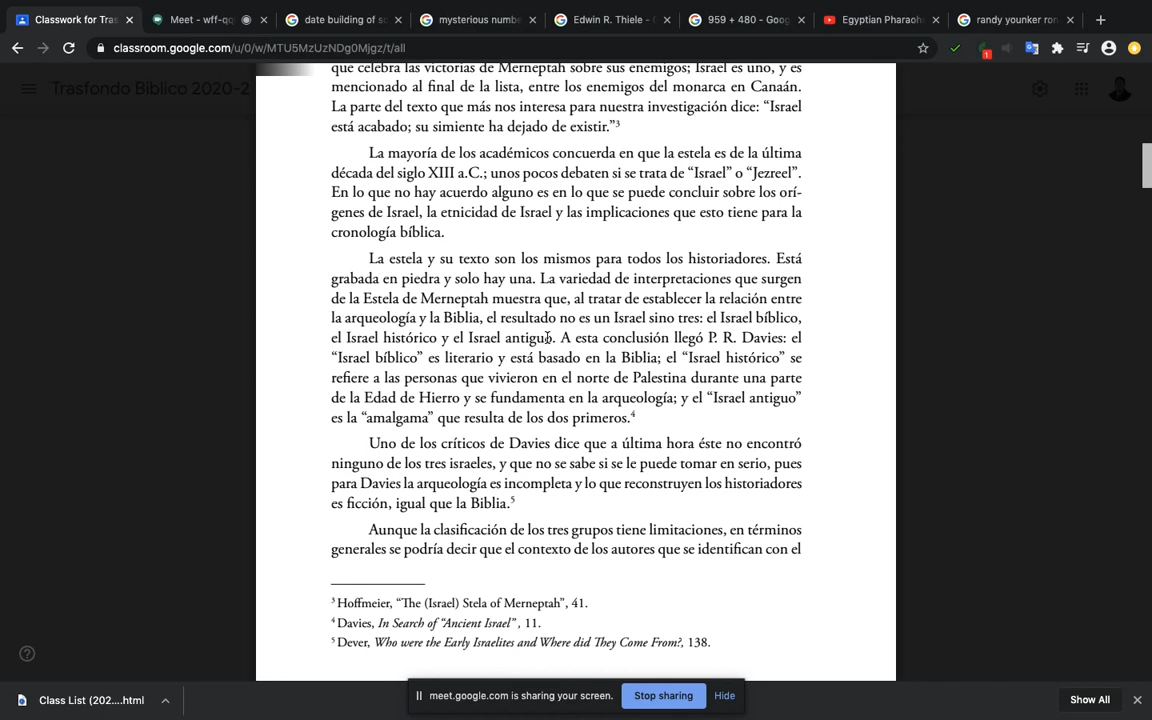 Classwork for Tras
Meet - wff-qq
date building of so
mysterious numbe
Edwin R. Thiele - G
959 + 480 - Goog
Egyptian Pharaoh
randy younker ron
classroom.google.com/u/0/w/MTU5MzUzNDg0Mjgz/t/all
1
Trasfondo Bíblico 2020-2
que celebra las victorias de Merneptah sobre sus enemigos; Israel es uno, y es
mencionado al final de la lista, entre los enemigos del monarca en Canaán.
La parte del texto que más nos interesa para nuestra investigación dice: “Israel
está acabado; su simiente ha dejado de existir.”³
La mayoría de los académicos concuerda en que la estela es de la última
década del siglo XIII a.C.; unos pocos debaten si se trata de “Israel” o “Jezreel”.
En lo que no hay acuerdo alguno es en lo que se puede concluir sobre los orí-
genes de Israel, la etnicidad de Israel y las implicaciones que esto tiene para la
cronología bíblica.
La estela y su texto son los mismos para todos los historiadores. Está
grabada en piedra y solo hay una. La variedad de interpretaciones que surgen
de la Estela de Merneptah muestra que, al tratar de establecer la relación entre
la arqueología y la Biblia, el resultado no es un Israel sino tres: el Israel bíblico,
el Israel histórico y el Israel antiguo. A esta conclusión llegó P. R. Davies: el
“Israel bíblico” es literario y está basado en la Biblia; el “Israel histórico” se
refiere a las personas que vivieron en el norte de Palestina durante una parte
de la Edad de Hierro y se fundamenta en la arqueología; y el “Israel antiguo”
es la “amalgama” que resulta de los dos primeros.⁴
Uno de los críticos de Davies dice que a última hora éste no encontró
ninguno de los tres israeles, y que no se sabe si se le puede tomar en serio, pues
para Davies la arqueología es incompleta y lo que reconstruyen los historiadores
es ficción, igual que la Biblia.⁵
Aunque la clasificación de los tres grupos tiene limitaciones, en términos
generales se podría decir que el contexto de los autores que se identifican con el
³ Hoffmeier, “The (Israel) Stela of Merneptah”, 41.
⁴ Davies, In Search of “Ancient Israel”, 11.
⁵ Dever, Who were the Early Israelites and Where did They Come From?, 138.
meet.google.com is sharing your screen.
Stop sharing
Hide
Class List (202....html
Show All